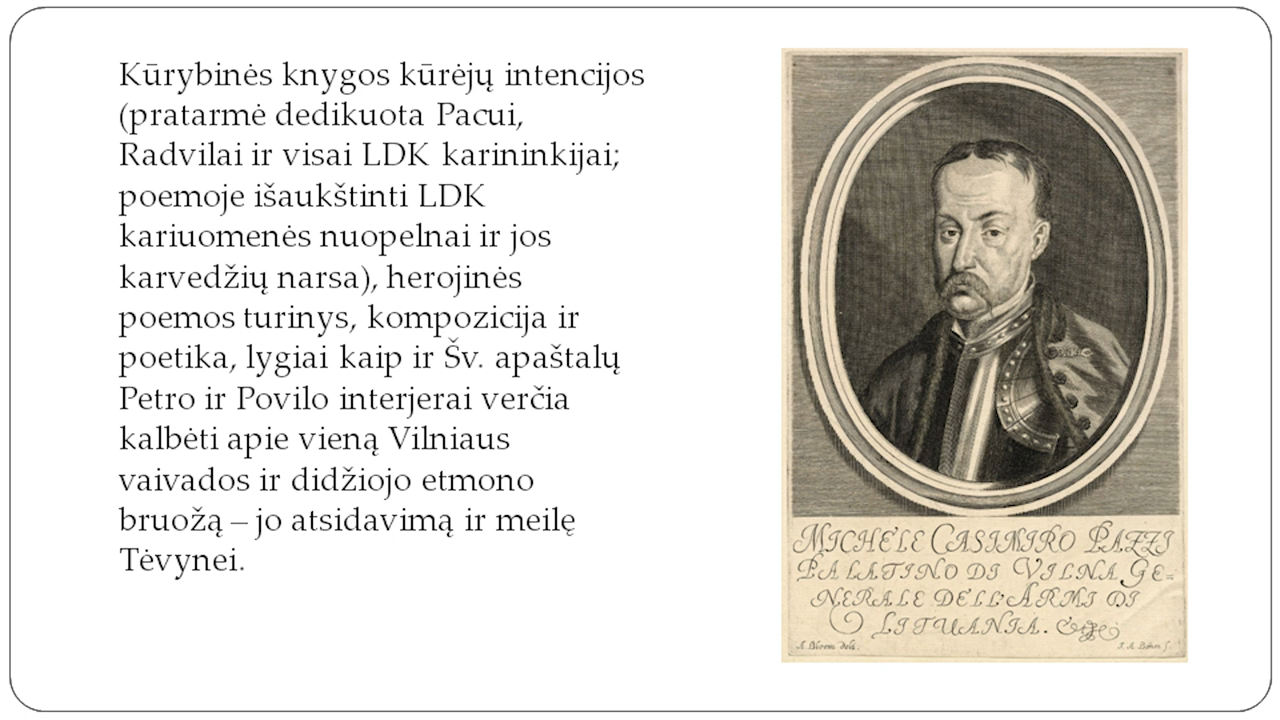 Kūrybinės knygos kūrėjų intencijos
(pratarmė dedikuota Pacui,
Radvilai ir visai LDK karininkijai;
poemoje išaukštinti LDK
kariuomenės nuopelnai ir jos
karvedžių narsa), herojinės
poemos turinys, kompozicija ir
poetika, lygiai kaip ir Šv. apaštalų
Petro ir Povilo interjerai verčia
kalbėti apie vieną Vilniaus
vaivados ir didžiojo etmono
bruožą – jo atsidavimą ir meilę
Tėvynei.
MICHELE CASIMIRO PAZZI
PALATINO DI VILNA GE=
NERALE DELL'ARMI DI
LITUANIA.